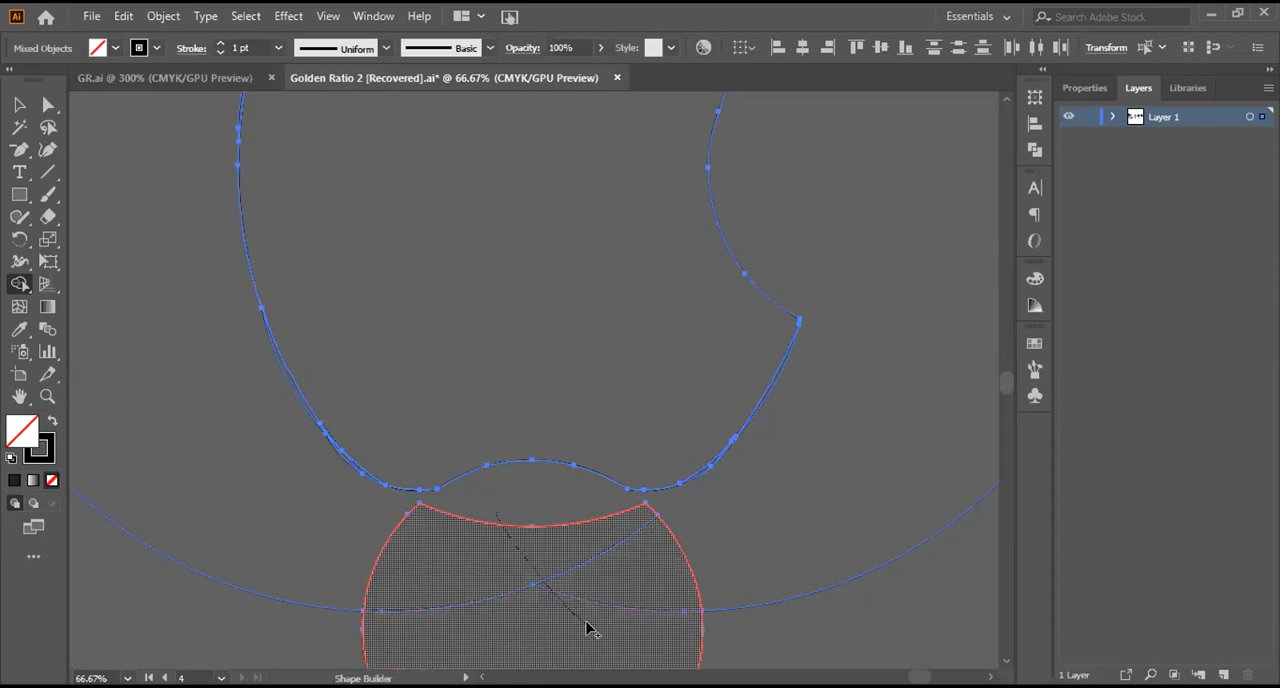 Ai File Edit Object Type Select Effect View Window Help Essentials Search Adobe Stock
Mixed Objects Stroke: 1 pt Uniform Basic Opacity: 100% Style: Transform
GR.ai @ 300% (CMYK/GPU Preview) Golden Ratio 2 [Recovered].ai* @ 66.67% (CMYK/GPU Preview)
Properties Layers Libraries
Layer 1
66.67% 4 Shape Builder 1 Layer